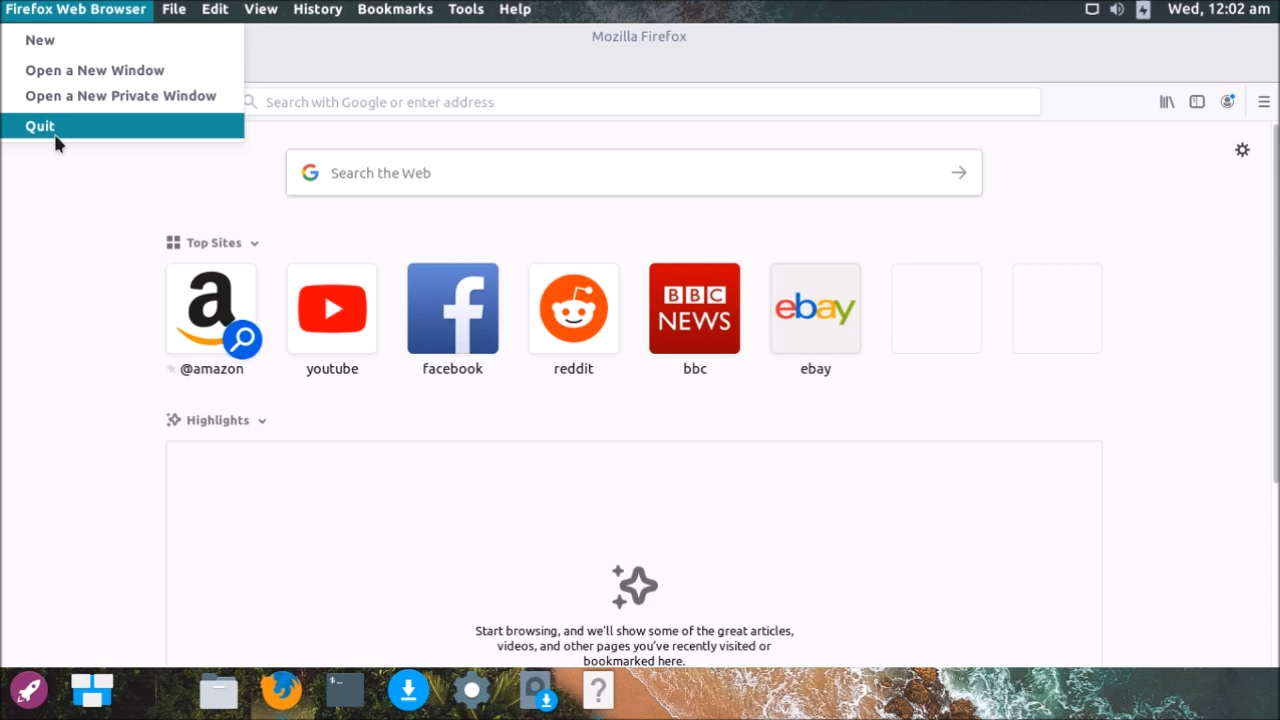 Firefox Web Browser File Edit View History Bookmarks Tools Help Wed, 12:02 am
Mozilla Firefox
New
Open a New Window
Open a New Private Window
Quit
Search with Google or enter address
Search the Web
Top Sites
a
f
BBC
NEWS
ebay
@amazon youtube facebook reddit bbc ebay
Highlights
Start browsing, and we'll show some of the great articles,
videos, and other pages you've recently visited or
bookmarked here.